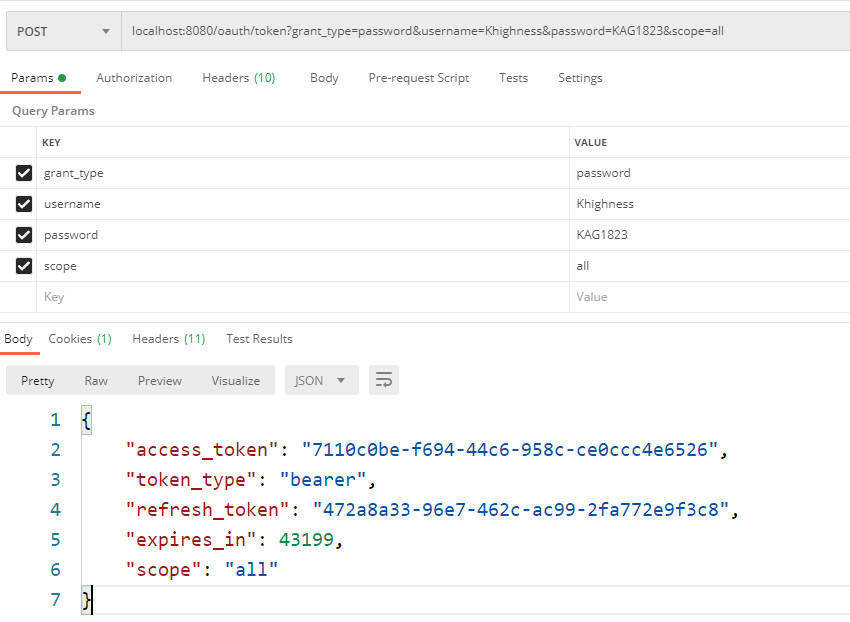 POST localhost:8080/oauth/token?grant_type=password&username=Khighness&password=KAG1823&scope=all
Params Authorization Headers (10) Body Pre-request Script Tests Settings
Query Params
KEY VALUE
grant_type password
username Khighness
password KAG1823
scope all
Key Value
Body Cookies (1) Headers (11) Test Results
Pretty Raw Preview Visualize JSON
1 {
2 "access_token": "7110c0be-f694-44c6-958c-ce0ccc4e6526",
3 "token_type": "bearer",
4 "refresh_token": "472a8a33-96e7-462c-ac99-2fa772e9f3c8",
5 "expires_in": 43199,
6 "scope": "all"
7 }